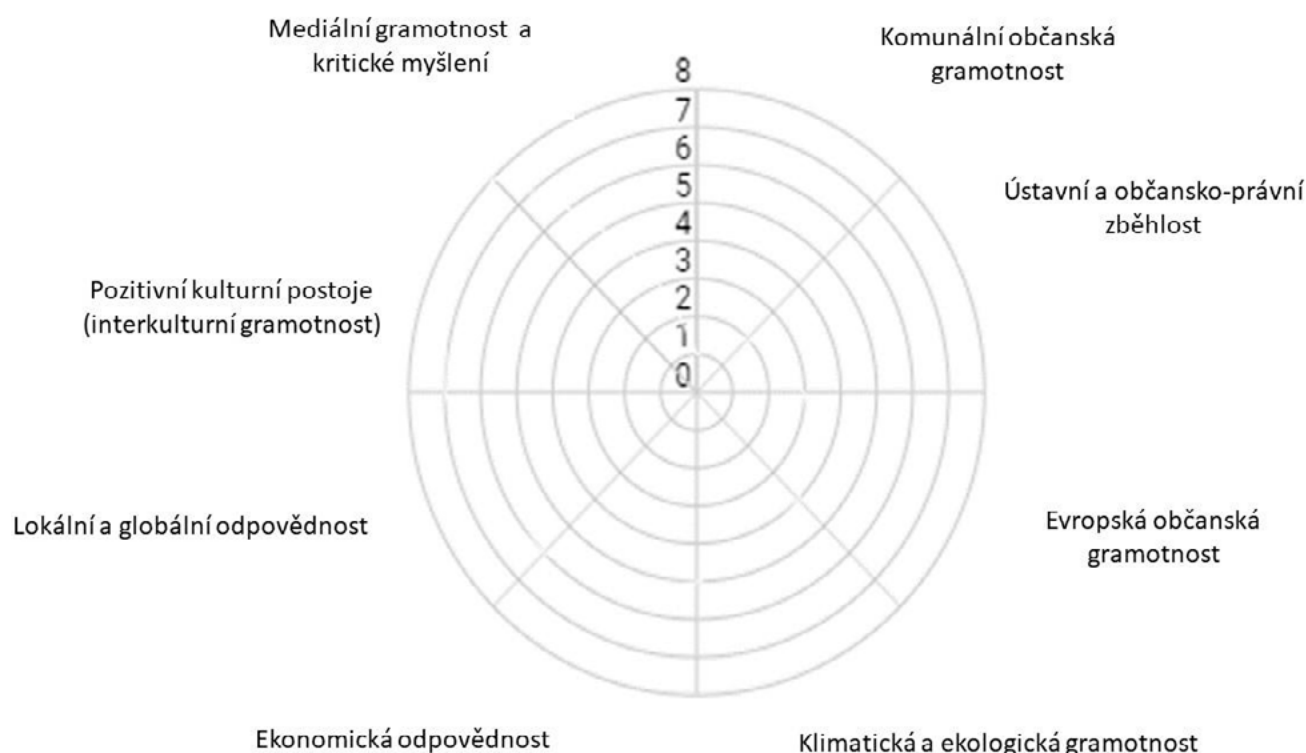 Mediální gramotnost a
kritické myšlení
Komunální občanská
gramotnost
8
7
6
5
4
3
2
1
0
Ústavní a občansko-právní
zběhlost
Pozitivní kulturní postoje
(interkulturní gramotnost)
Lokální a globální odpovědnost
Evropská občanská
gramotnost
Ekonomická odpovědnost
Klimatická a ekologická gramotnost